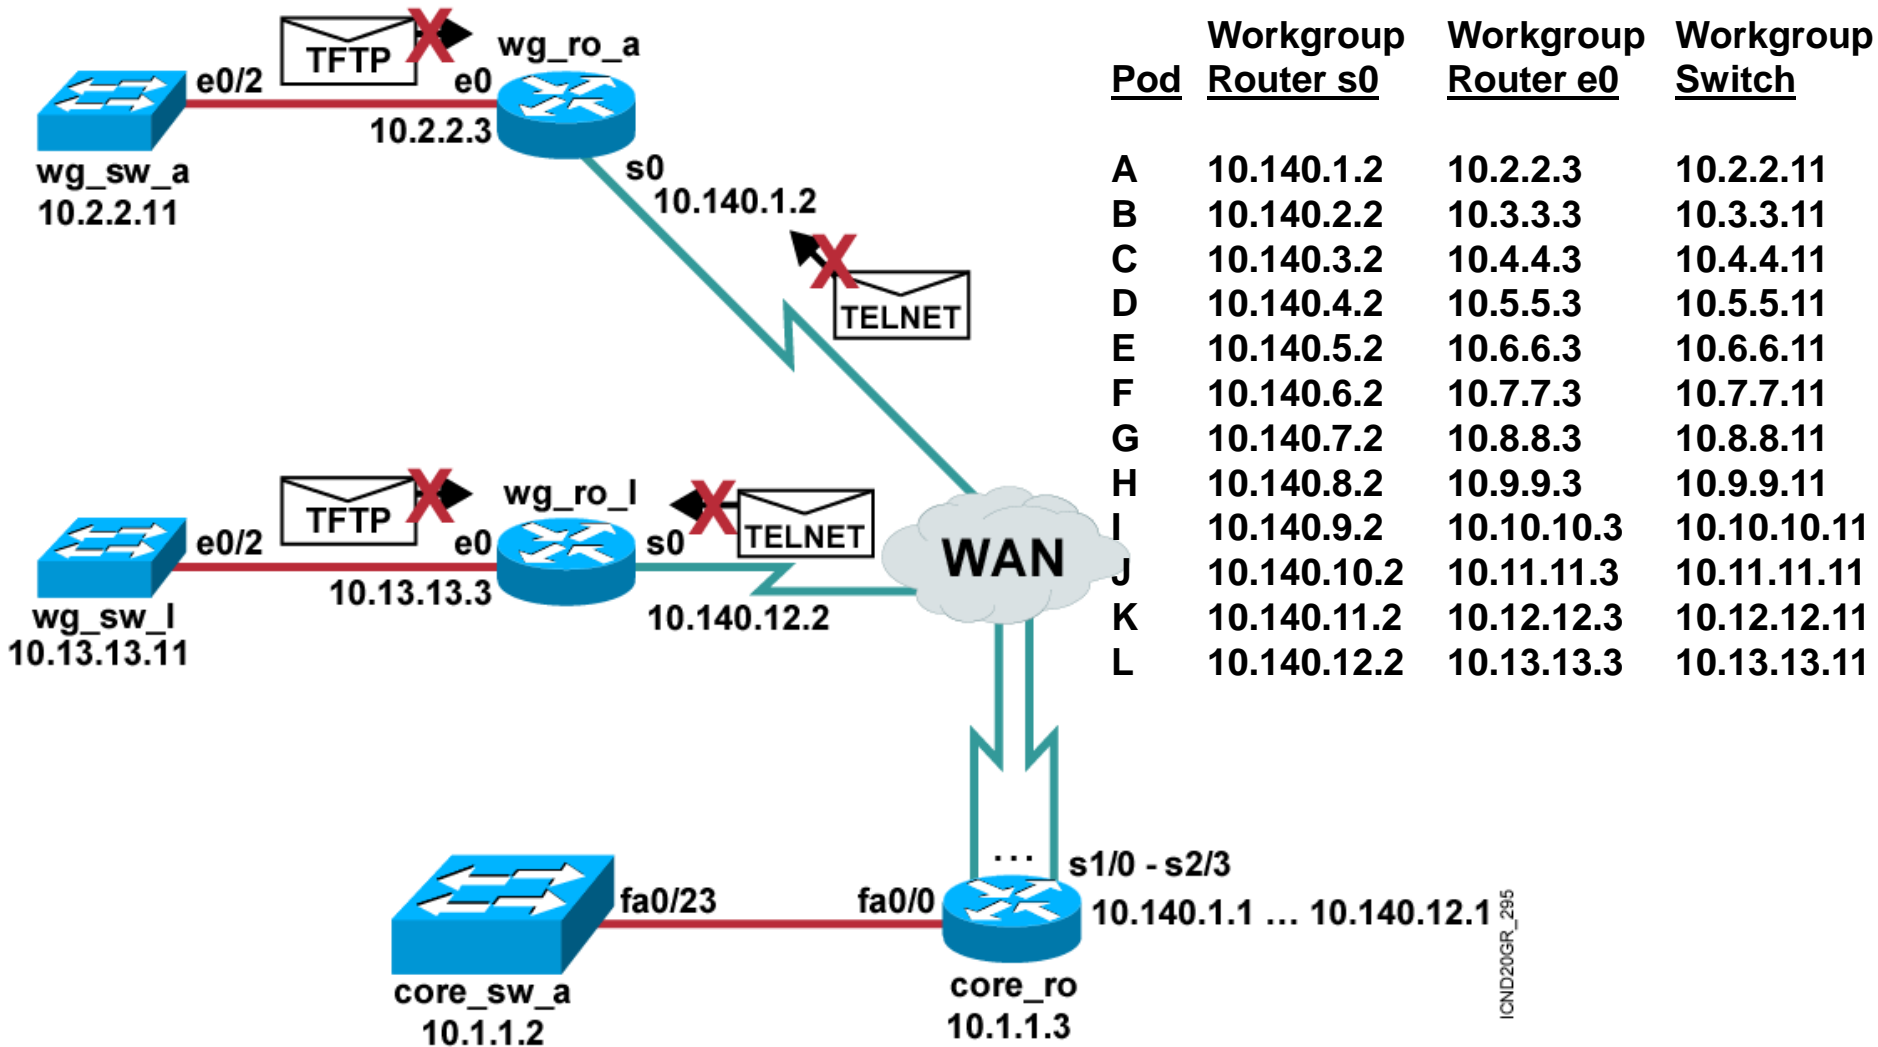 TFTP
wg_ro_a
e0/2
e0
10.2.2.3
wg_sw_a
10.2.2.11
s0
10.140.1.2
TELNET
TFTP
wg_ro_l
e0/2
e0
s0
TELNET
10.13.13.3
10.140.12.2
wg_sw_l
10.13.13.11
WAN
...
s1/0 - s2/3
fa0/23
fa0/0
10.140.1.1 ... 10.140.12.1
core_sw_a
10.1.1.2
core_ro
10.1.1.3
ICND20GR_295
Workgroup Workgroup Workgroup
Pod Router s0 Router e0 Switch
A 10.140.1.2 10.2.2.3 10.2.2.11
B 10.140.2.2 10.3.3.3 10.3.3.11
C 10.140.3.2 10.4.4.3 10.4.4.11
D 10.140.4.2 10.5.5.3 10.5.5.11
E 10.140.5.2 10.6.6.3 10.6.6.11
F 10.140.6.2 10.7.7.3 10.7.7.11
G 10.140.7.2 10.8.8.3 10.8.8.11
H 10.140.8.2 10.9.9.3 10.9.9.11
I 10.140.9.2 10.10.10.3 10.10.10.11
J 10.140.10.2 10.11.11.3 10.11.11.11
K 10.140.11.2 10.12.12.3 10.12.12.11
L 10.140.12.2 10.13.13.3 10.13.13.11